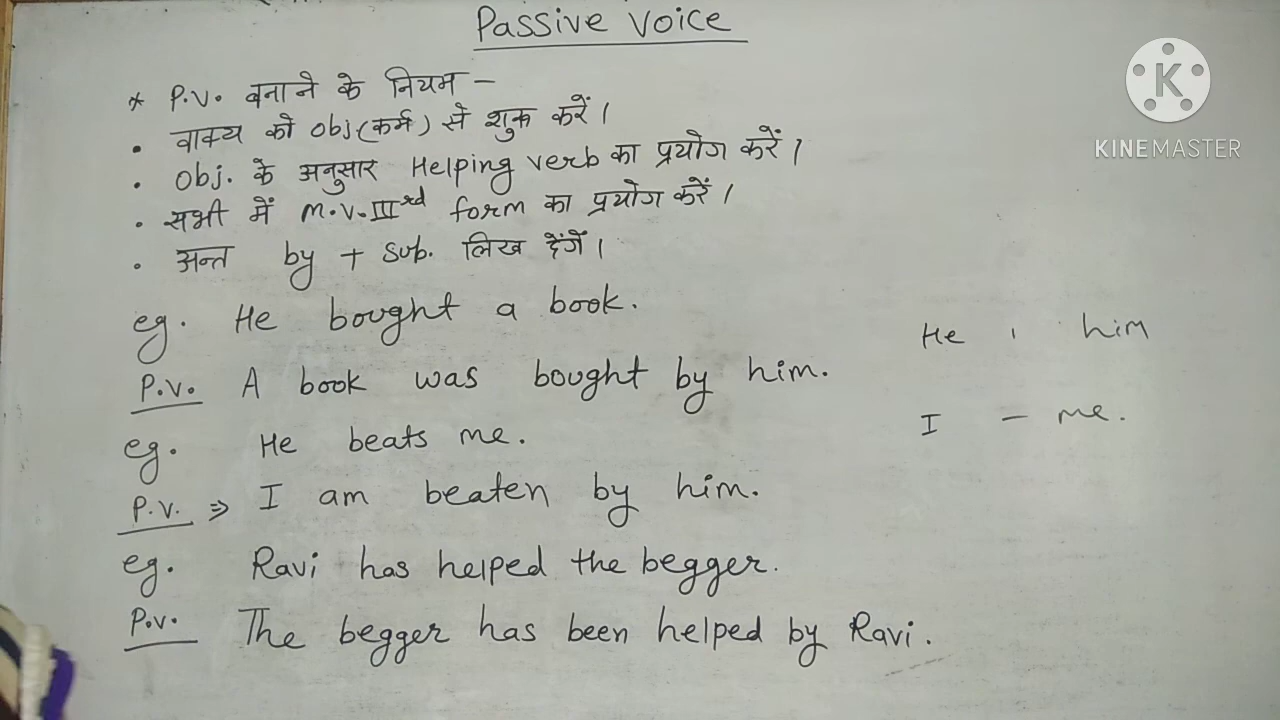 Passive Voice
* P.V. बनाने के नियम –
• वाक्य को obj(कर्म) से शुरू करें।
• obj. के अनुसार Helping verb का प्रयोग करें।
• सभी में M.V.IIIrd form का प्रयोग करें।
• अन्त by + sub. लिख देंगें।
eg. He bought a book.
P.V. A book was bought by him.
eg. He beats me.
P.V. ⇒ I am beaten by him.
eg. Ravi has helped the begger.
P.V. The begger has been helped by Ravi.
He , him
I – me.
K
KINEMASTER